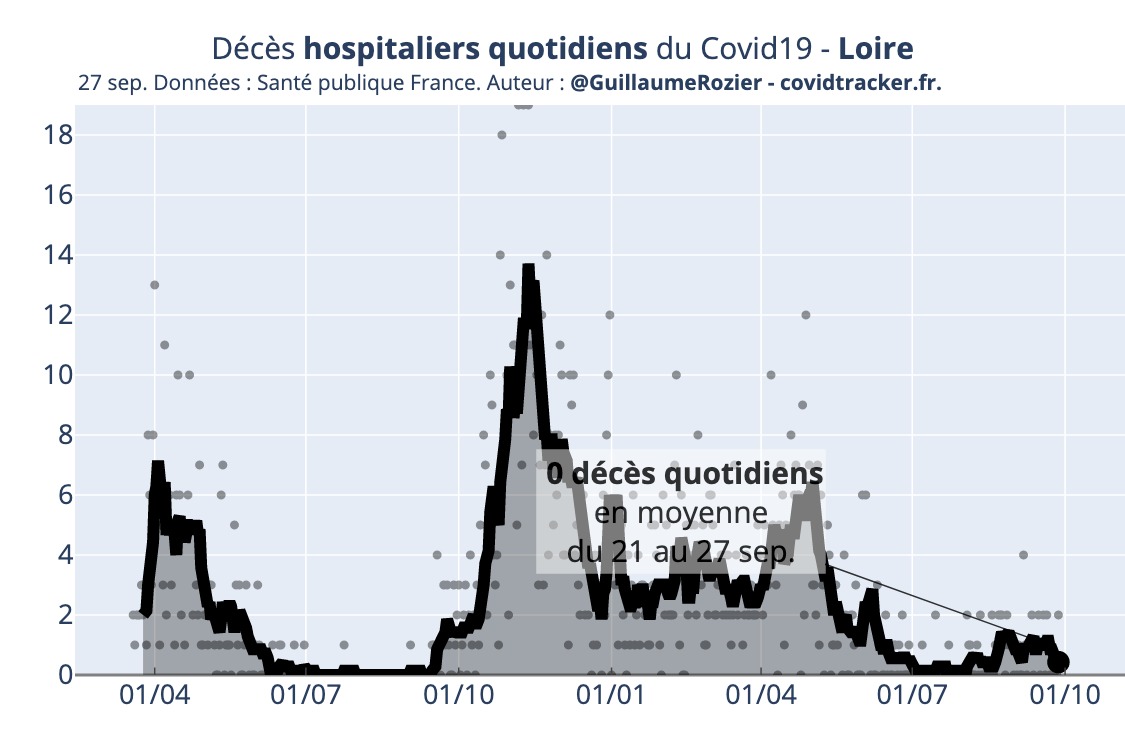 Décès hospitaliers quotidiens du Covid19 - Loire
27 sep. Données : Santé publique France. Auteur : @GuillaumeRozier - covidtracker.fr.
18
16
14
12
10
8
6
4
2
0
0 décès quotidiens
en moyenne
du 21 au 27 sep.
01/04 01/07 01/10 01/01 01/04 01/07 01/10